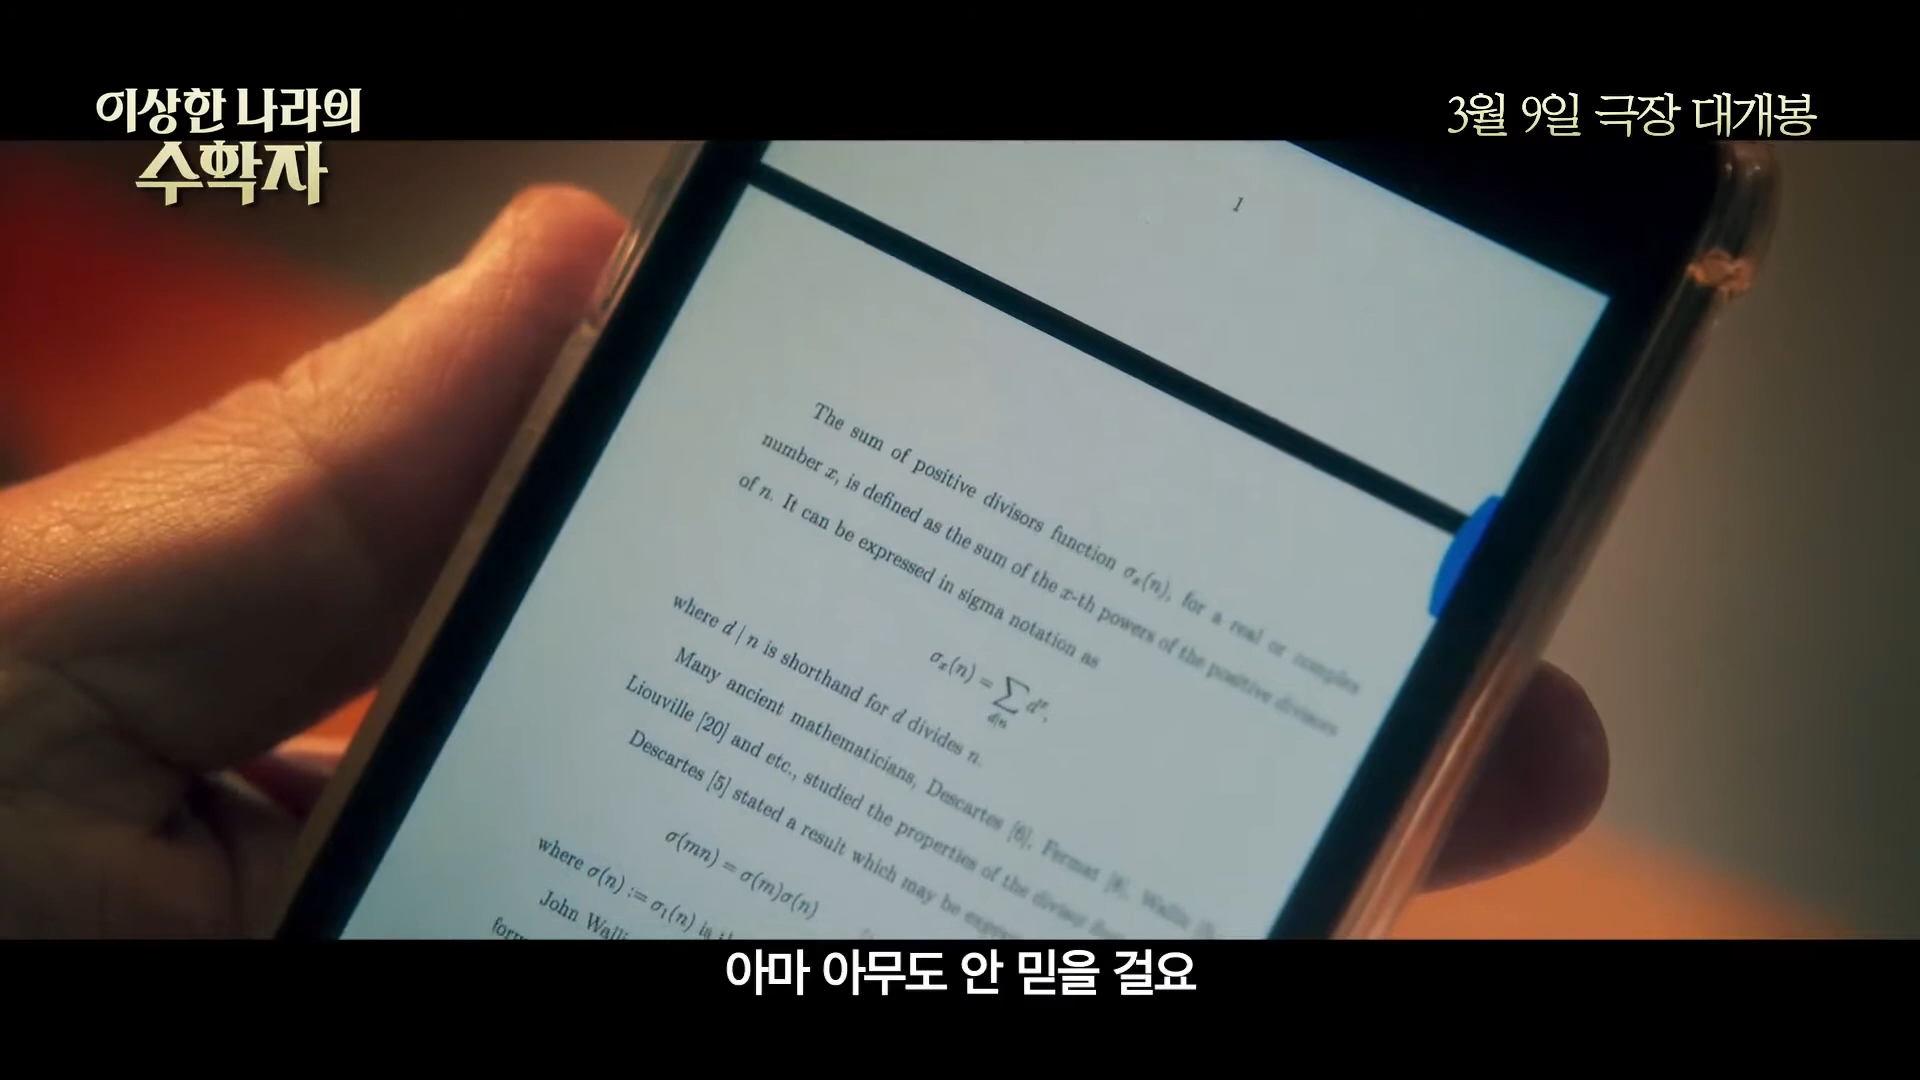 이상한 나라의
수학자
3월 9일 극장 대개봉
1
The sum of positive divisors function σₓ(n), for a real or complex
number x, is defined as the sum of the x-th powers of the positive divisors
of n. It can be expressed in sigma notation as
σₓ(n) = ∑ dˣ,
d|n
where d | n is shorthand for d divides n.
Many ancient mathematicians, Descartes [6], Fermat [8], Wallis
Liouville [20] and etc., studied the properties of the divisor
Descartes [5] stated a result which may be
σ(mn) = σ(m)σ(n)
where σ(n) := σ₁(n) is
John
아마 아무도 안 믿을 걸요